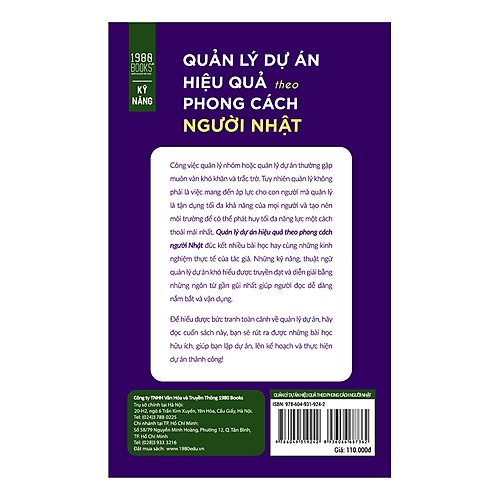 1980
BOOKS
KỸ
NĂNG
QUẢN LÝ DỰ ÁN
HIỆU QUẢ theo
PHONG CÁCH
NGƯỜI NHẬT
Công việc quản lý nhóm hoặc quản lý dự án thường gặp
muôn vàn khó khăn và trắc trở. Tuy nhiên quản lý không
phải là việc mang đến áp lực cho con người mà quản lý
là tận dụng tối đa khả năng của mọi người và tạo nên
môi trường để có thể phát huy tối đa năng lực một cách
thoải mái nhất. Quản lý dự án hiệu quả theo phong cách
người Nhật đúc kết nhiều bài học hay cùng những kinh
nghiệm thực tế của tác giả. Những kỹ năng, thuật ngữ
quản lý dự án khó hiểu được truyền đạt và diễn giải bằng
những ngôn từ gần gũi nhất giúp người đọc dễ dàng
nắm bắt và vận dụng.
Để hiểu được bức tranh toàn cảnh về quản lý dự án, hãy
đọc cuốn sách này, bạn sẽ rút ra được những bài học
hữu ích, giúp bạn lập dự án, lên kế hoạch và thực hiện
dự án thành công!
Công ty TNHH Văn Hóa và Truyền Thông 1980 Books
Trụ sở chính tại Hà Nội:
20-H2, ngõ 6 Trần Kim Xuyến, Yên Hòa, Cầu Giấy, Hà Nội.
Tel: (024)3 788 0225
Chi nhánh tại TP. Hồ Chí Minh:
Số 58/79 Nguyễn Minh Hoàng, Phường 12, Q. Tân Bình,
TP. Hồ Chí Minh
Tel: (028)3 933 3216
Đặt mua sách: www.1980edu.vn
QUẢN LÝ DỰ ÁN HIỆU QUẢ THEO PHONG CÁCH NGƯỜI NHẬT
ISBN: 978-604-931-924-2
9 786049 319242
8 936066 697362
Giá: 110.000đ